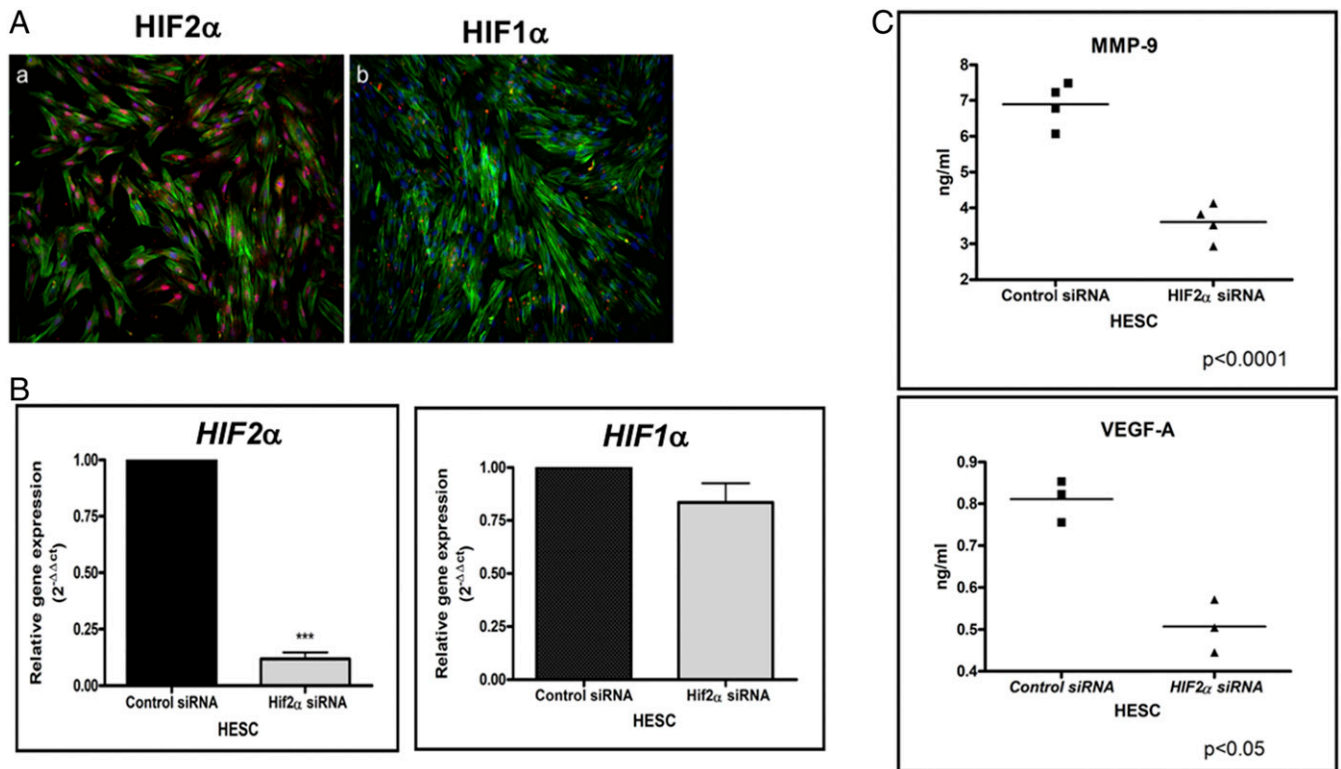 A
HIF2α
HIF1α
a
b
B
HIF2α
Relative gene expression
(2-ΔΔct)
1.00
0.75
0.50
0.25
0.00
***
Control siRNA
Hif2α siRNA
HESC
HIF1α
Relative gene expression
(2-ΔΔct)
1.00
0.75
0.50
0.25
0.00
Control siRNA
Hif2α siRNA
HESC
C
MMP-9
ng/ml
8
7
6
5
4
3
2
Control siRNA
HIF2α siRNA
HESC
p<0.0001
VEGF-A
ng/ml
0.9
0.8
0.7
0.6
0.5
0.4
Control siRNA
HIF2α siRNA
HESC
p<0.05